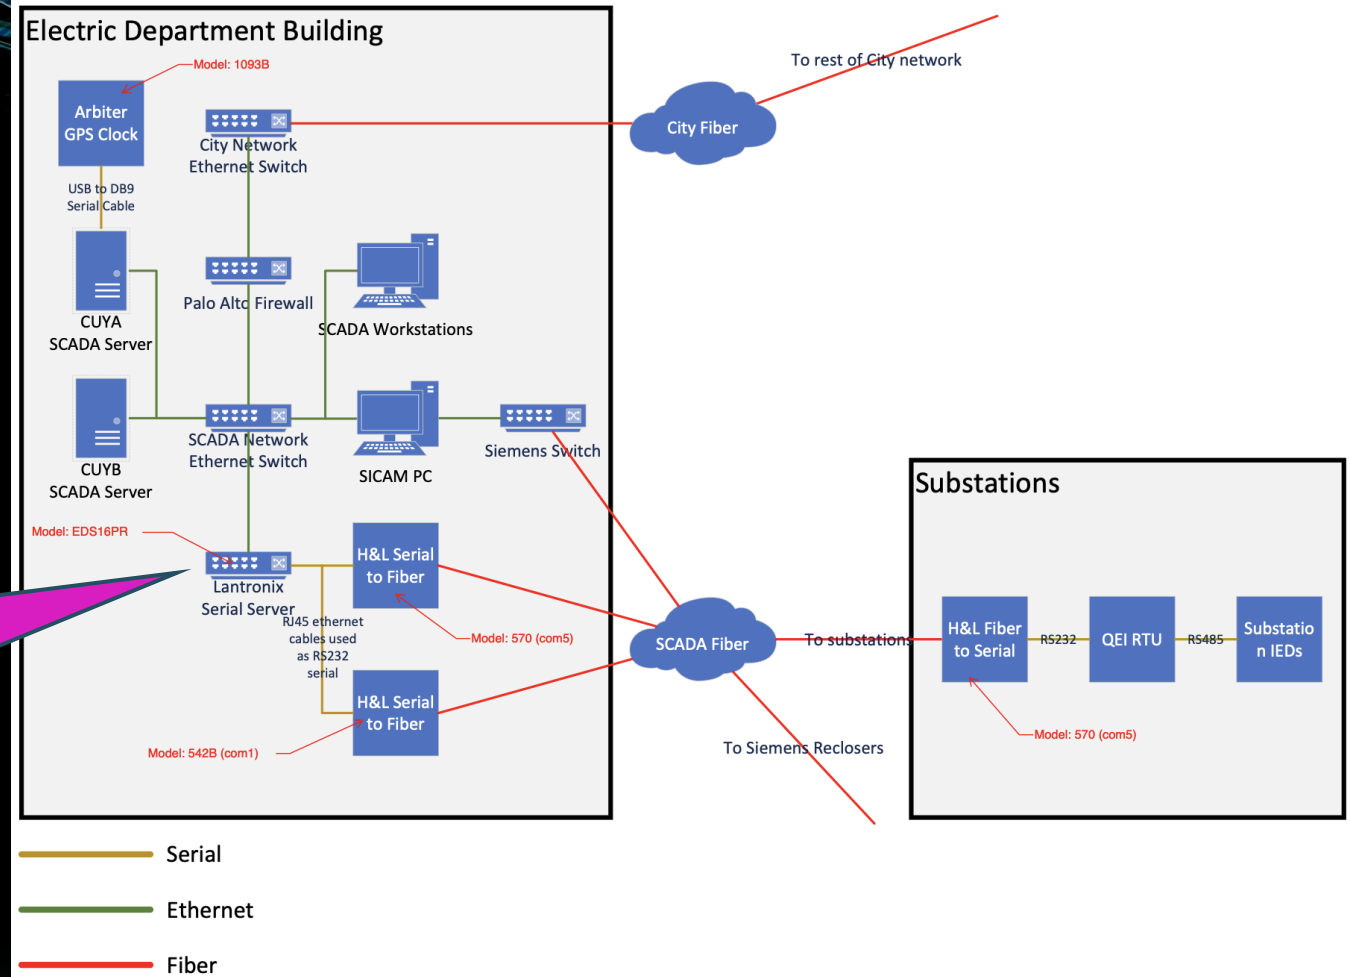 Electric Department Building
Model: 1093B
Arbiter
GPS Clock
USB to DB9
Serial Cable
City Network
Ethernet Switch
To rest of City network
City Fiber
Palo Alto Firewall
CUYA
SCADA Server
SCADA Workstations
SCADA Network
Ethernet Switch
CUYB
SCADA Server
SICAM PC
Siemens Switch
Model: EDS16PR
Lantronix
Serial Server
RJ45 ethernet
cables used
as RS232
serial
H&L Serial
to Fiber
Model: 570 (com5)
H&L Serial
to Fiber
Model: 542B (com1)
SCADA Fiber
To substations
To Siemens Reclosers
Substations
H&L Fiber
to Serial
RS232
QEI RTU
RS485
Substatio
n IEDs
Model: 570 (com5)
Serial
Ethernet
Fiber